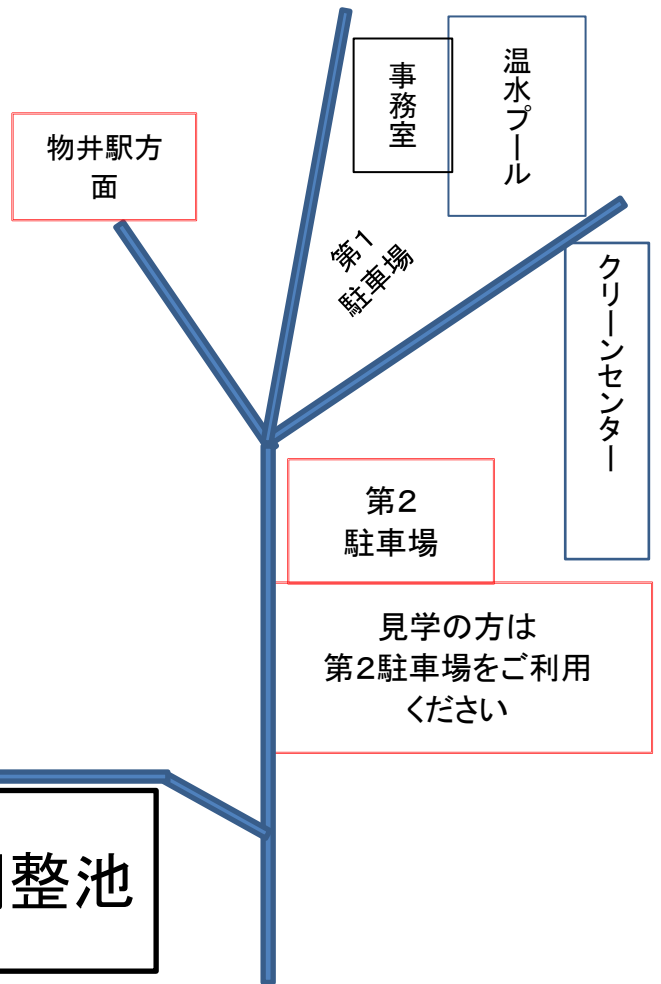 事務室
温水プール
物井駅方
面
第1
駐車場
クリーンセンター
第2
駐車場
見学の方は
第2駐車場をご利用
ください
整池